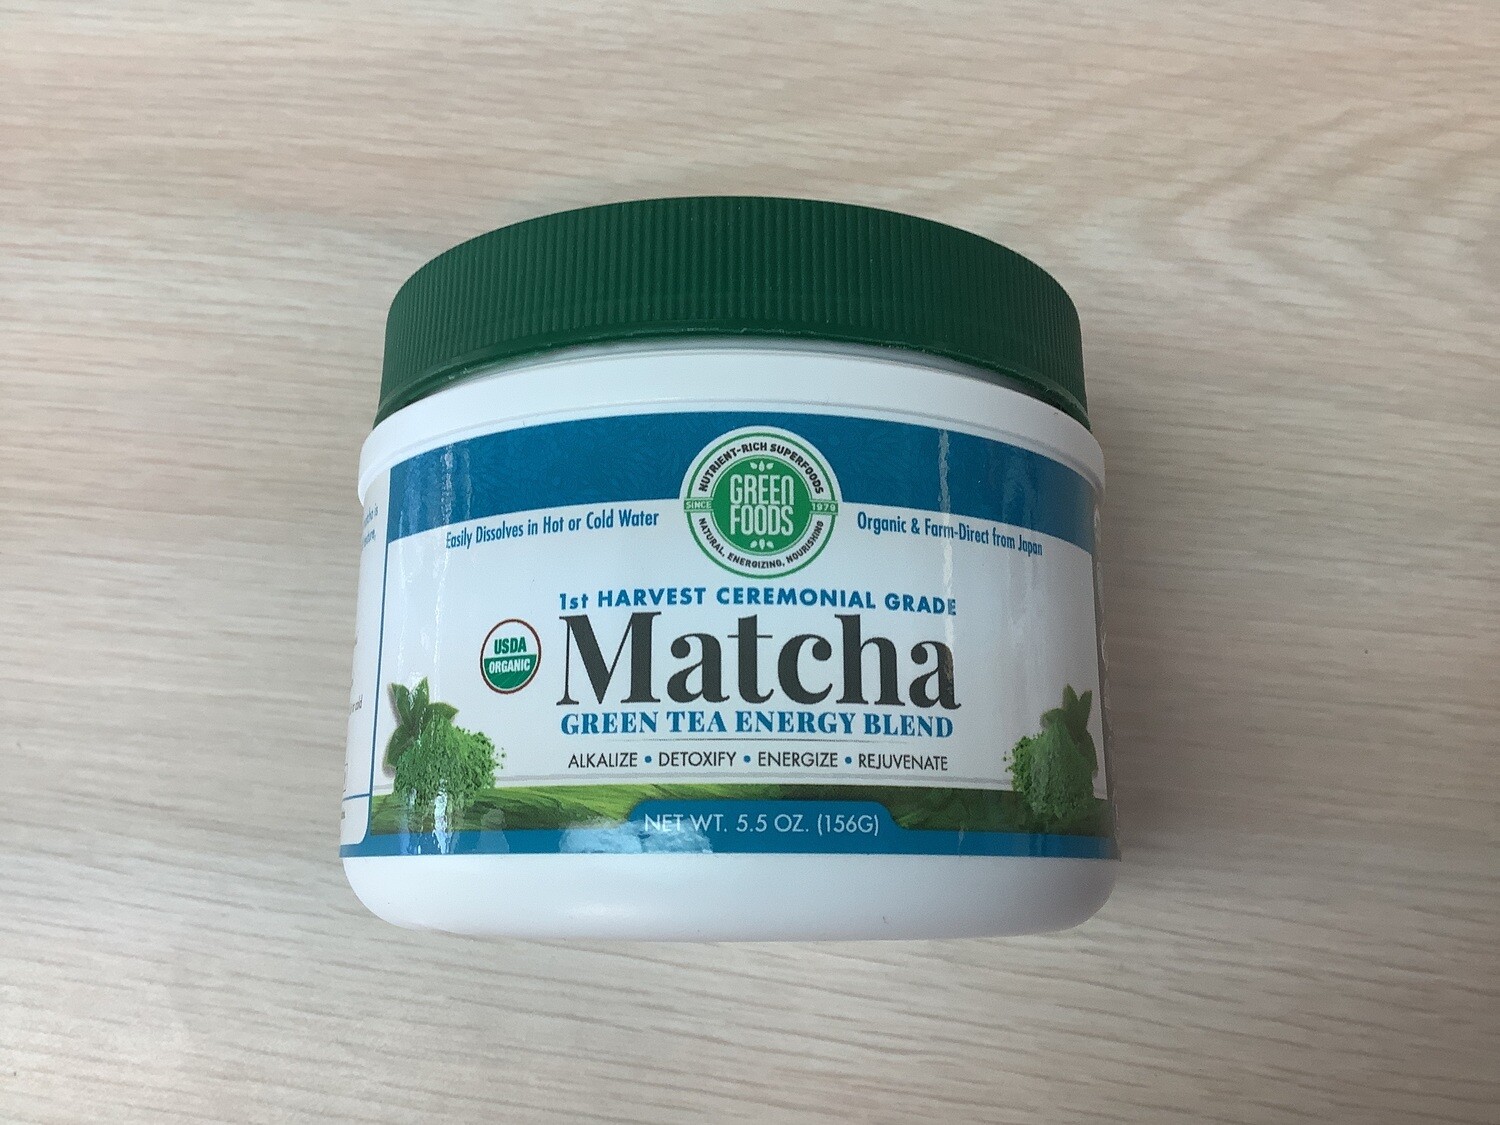 NUTRIENT-RICH SUPERFOODS
GREEN
FOODS
SINCE 1979
NATURAL, ENERGIZING, NOURISHING
Easily Dissolves in Hot or Cold Water
Organic & Farm-Direct from Japan
1st HARVEST CEREMONIAL GRADE
USDA
ORGANIC
Matcha
GREEN TEA ENERGY BLEND
ALKALIZE • DETOXIFY • ENERGIZE • REJUVENATE
NET WT. 5.5 OZ. (156G)